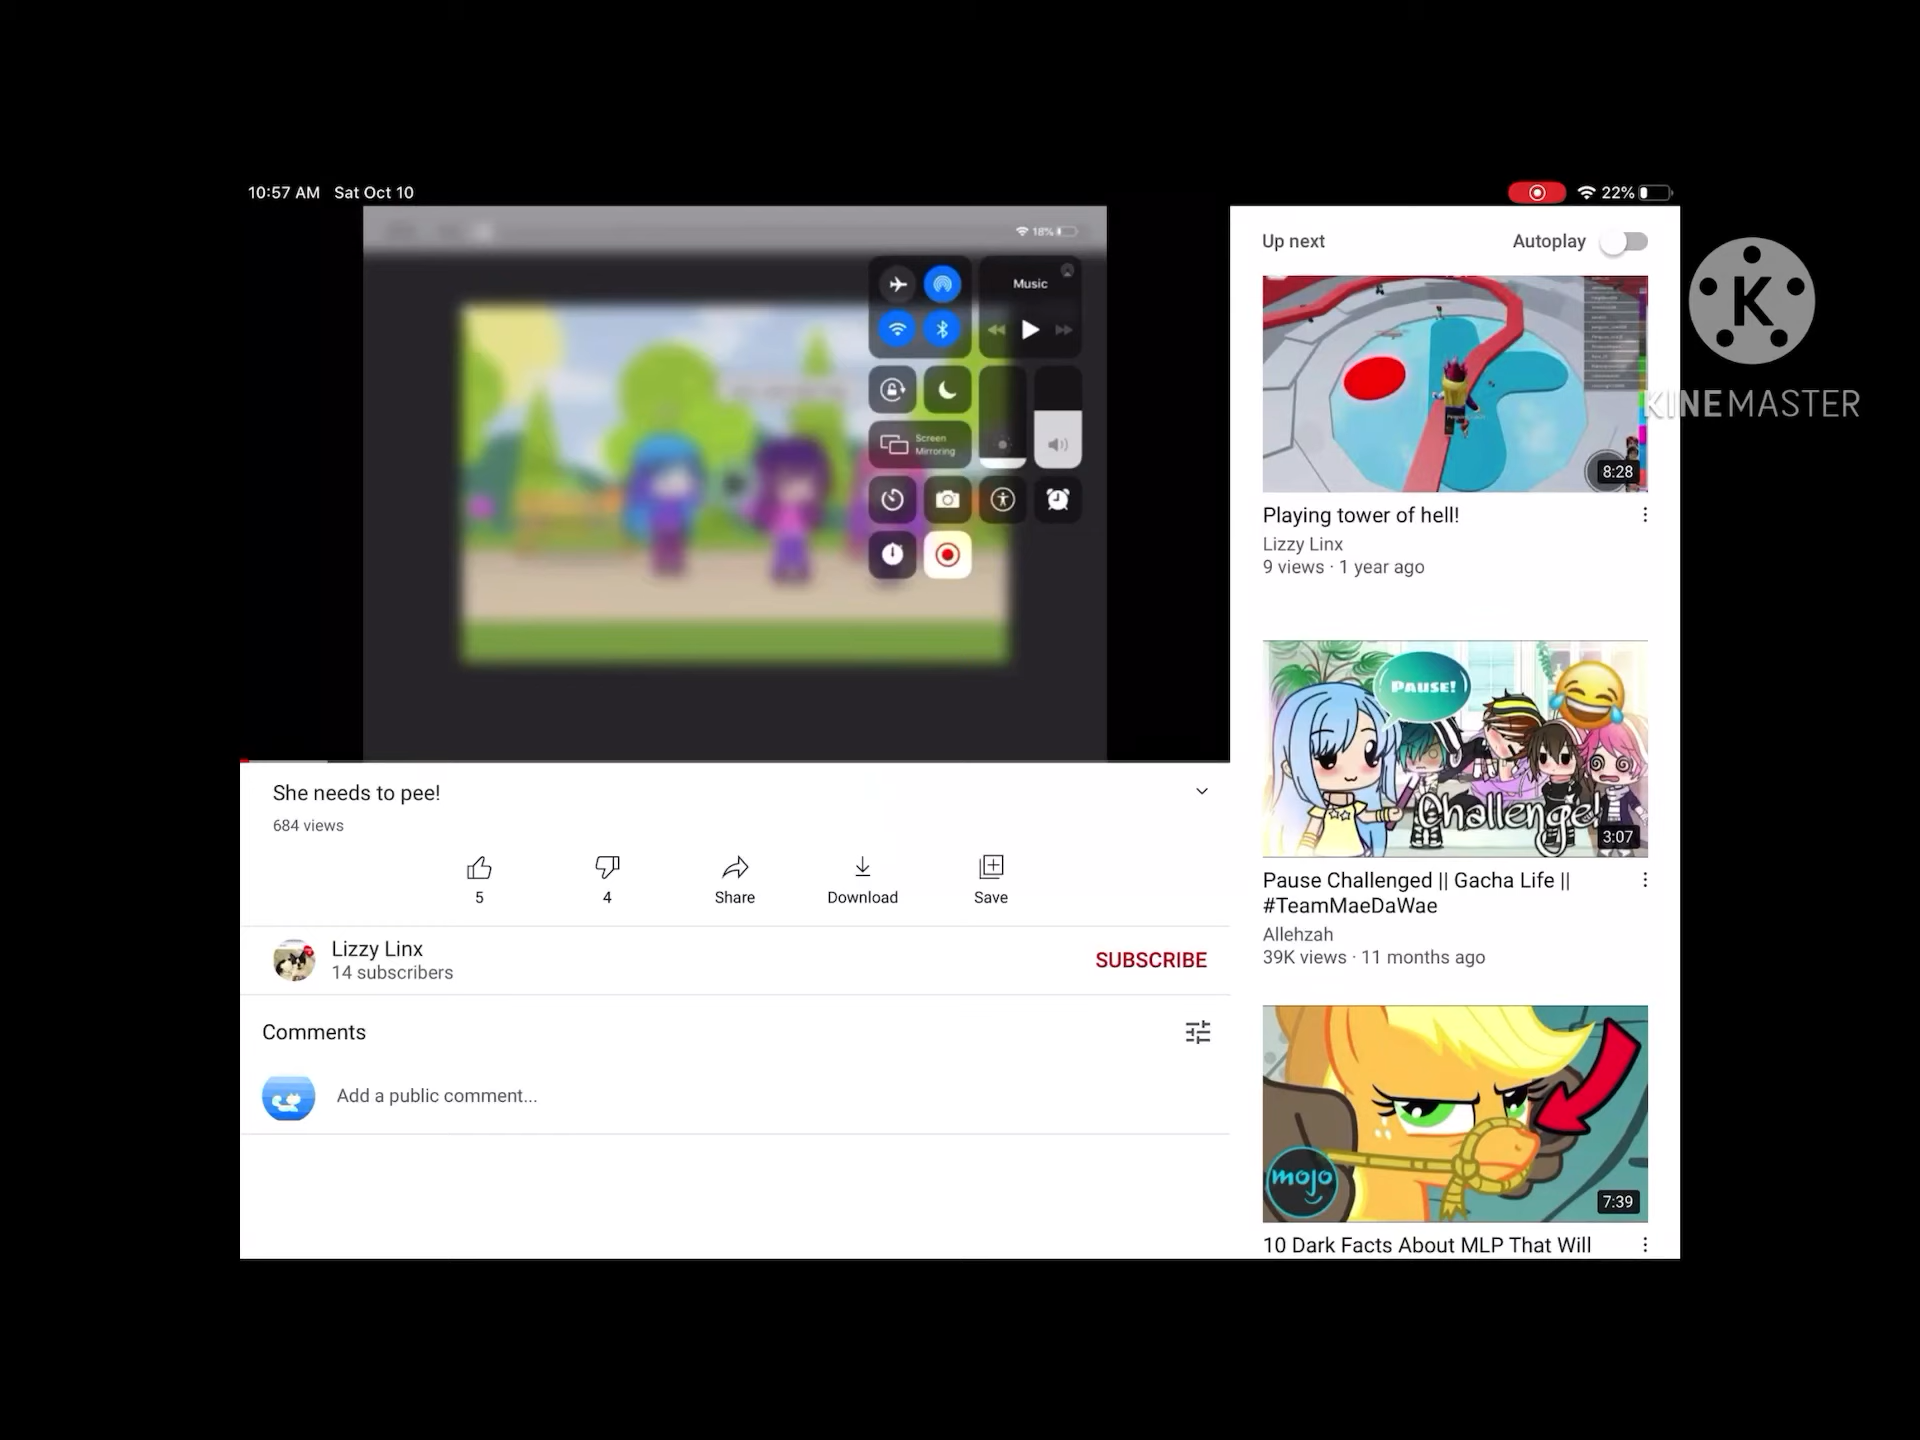 10:57 AM Sat Oct 10
22%
18%
Music
Screen
Mirroring
She needs to pee!
684 views
5
4
Share
Download
Save
Lizzy Linx
14 subscribers
SUBSCRIBE
Comments
Add a public comment...
Up next
Autoplay
8:28
Playing tower of hell!
Lizzy Linx
9 views · 1 year ago
PAUSE!
Challenge!
3:07
Pause Challenged || Gacha Life ||
#TeamMaeDaWae
Allehzah
39K views · 11 months ago
mojo
7:39
10 Dark Facts About MLP That Will
K
KINEMASTER